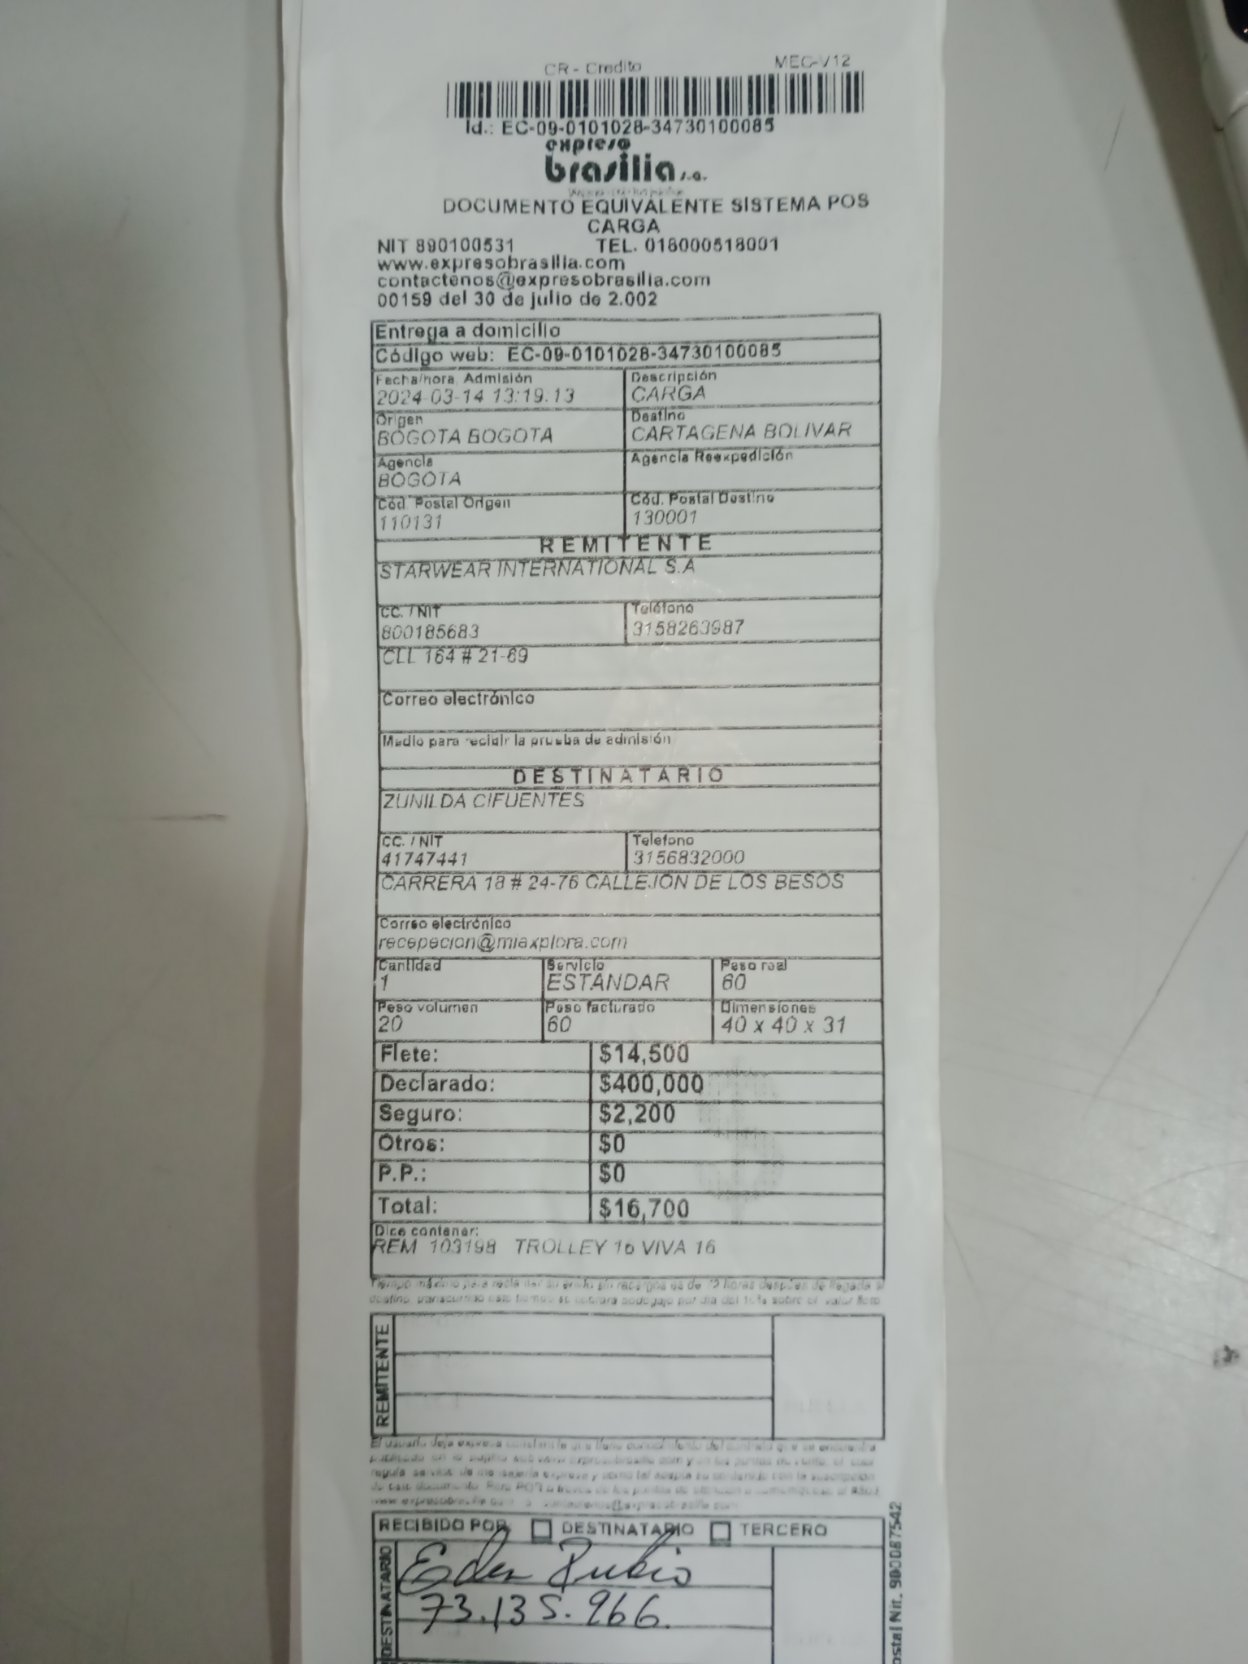 CR - Credito MEC-V12
Id.: EC-09-0101028-34730100085
expreso
brasilia s.a.
DOCUMENTO EQUIVALENTE SISTEMA POS
CARGA
NIT 890100531 TEL. 018000518001
www.expresobrasilia.com
contactenos@expresobrasilia.com
00159 del 30 de julio de 2.002
Entrega a domicilio
Código web: EC-09-0101028-34730100085
Fecha/hora Admisión Descripción
2024-03-14 13:19:13 CARGA
Origen Destino
BOGOTA BOGOTA CARTAGENA BOLIVAR
Agencia Agencia Reexpedición
BOGOTA
Cód. Postal Origen Cód. Postal Destino
110131 130001
REMITENTE
STARWEAR INTERNATIONAL S.A
CC. / NIT Teléfono
800185683 3158263987
CLL 164 # 21-69
Correo electrónico
Medio para recibir la prueba de admisión
DESTINATARIO
ZUNILDA CIFUENTES
CC. / NIT Telefono
41747441 3156832000
CARRERA 18 # 24-76 CALLEJON DE LOS BESOS
Correo electrónico
recepecion@miaxplora.com
Cantidad Servicio Peso real
1 ESTÁNDAR 60
Peso volumen Peso facturado Dimensiones
20 60 40 x 40 x 31
Flete: $14,500
Declarado: $400,000
Seguro: $2,200
Otros: $0
P.P.: $0
Total: $16,700
Dice contener:
REM 103198 TROLLEY 16 VIVA 16
REMITENTE
RECIBIDO POR DESTINATARIO TERCERO
DESTINATARIO
Eder Rubio
73.135.966.
ostal Nit. 900087542